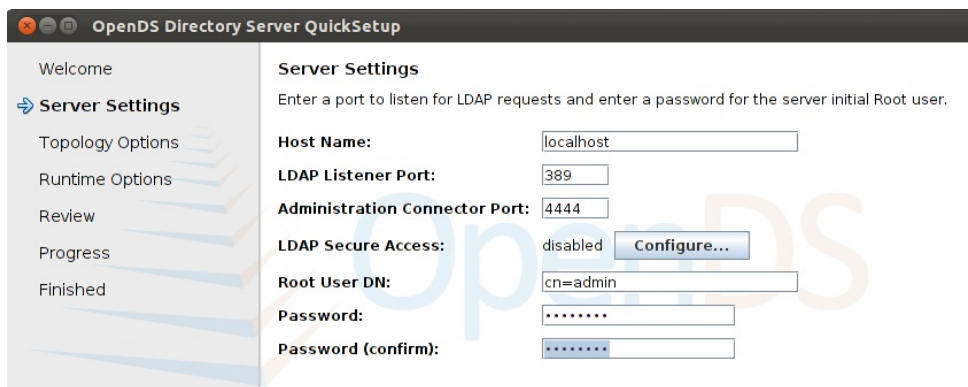 OpenDS Directory Server QuickSetup
Welcome
Server Settings
Topology Options
Runtime Options
Review
Progress
Finished
Server Settings
Enter a port to listen for LDAP requests and enter a password for the server initial Root user.
Host Name: localhost
LDAP Listener Port: 389
Administration Connector Port: 4444
LDAP Secure Access: disabled Configure...
Root User DN: cn=admin
Password: ••••••••
Password (confirm): ••••••••
OpenDS